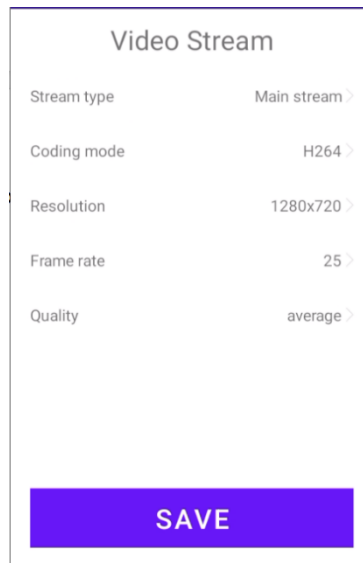 Video Stream
Stream type Main stream
Coding mode H264
Resolution 1280x720
Frame rate 25
Quality average
SAVE